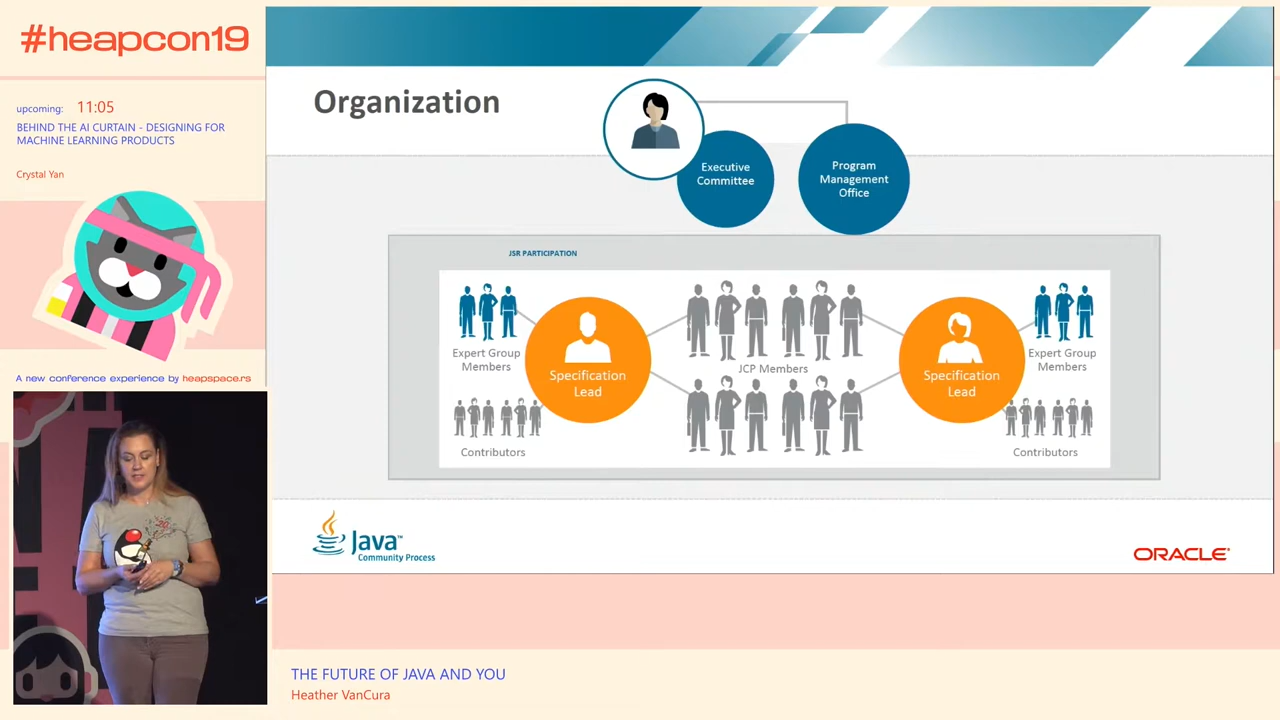 #heapcon19
upcoming: 11:05
BEHIND THE AI CURTAIN - DESIGNING FOR
MACHINE LEARNING PRODUCTS
Crystal Yan
A new conference experience by heapspace.rs
Organization
Executive
Committee
Program
Management
Office
JSR PARTICIPATION
Expert Group
Members
Specification
Lead
Contributors
JCP Members
Specification
Lead
Expert Group
Members
Contributors
Java™
Community Process
ORACLE®
THE FUTURE OF JAVA AND YOU
Heather VanCura